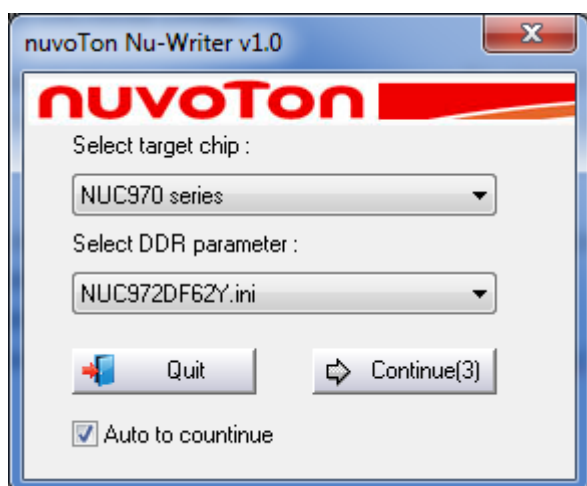 nuvoTon Nu-Writer v1.0
nuvoTon
Select target chip :
NUC970 series
Select DDR parameter :
NUC972DF62Y.ini
Quit
Continue(3)
Auto to countinue